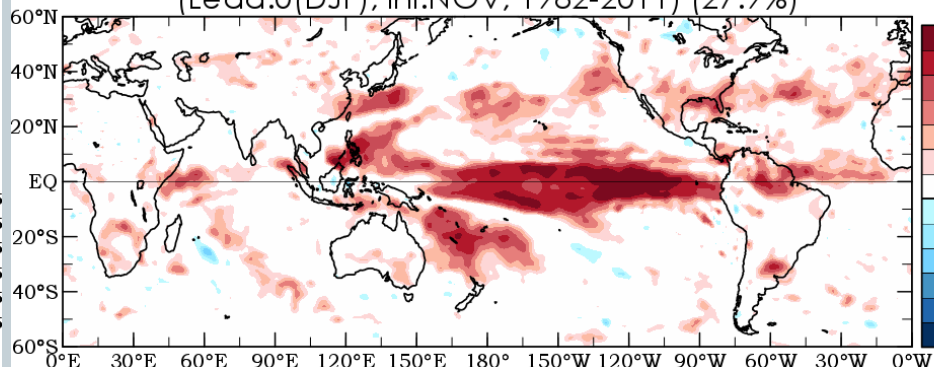 (Lead:0(DJF), Ini:NOV, 1982-2011) (27.9%)
60°N
40°N
20°N
EQ
20°S
40°S
60°S
0°E 30°E 60°E 90°E 120°E 150°E 180° 150°W 120°W 90°W 60°W 30°W 0°W